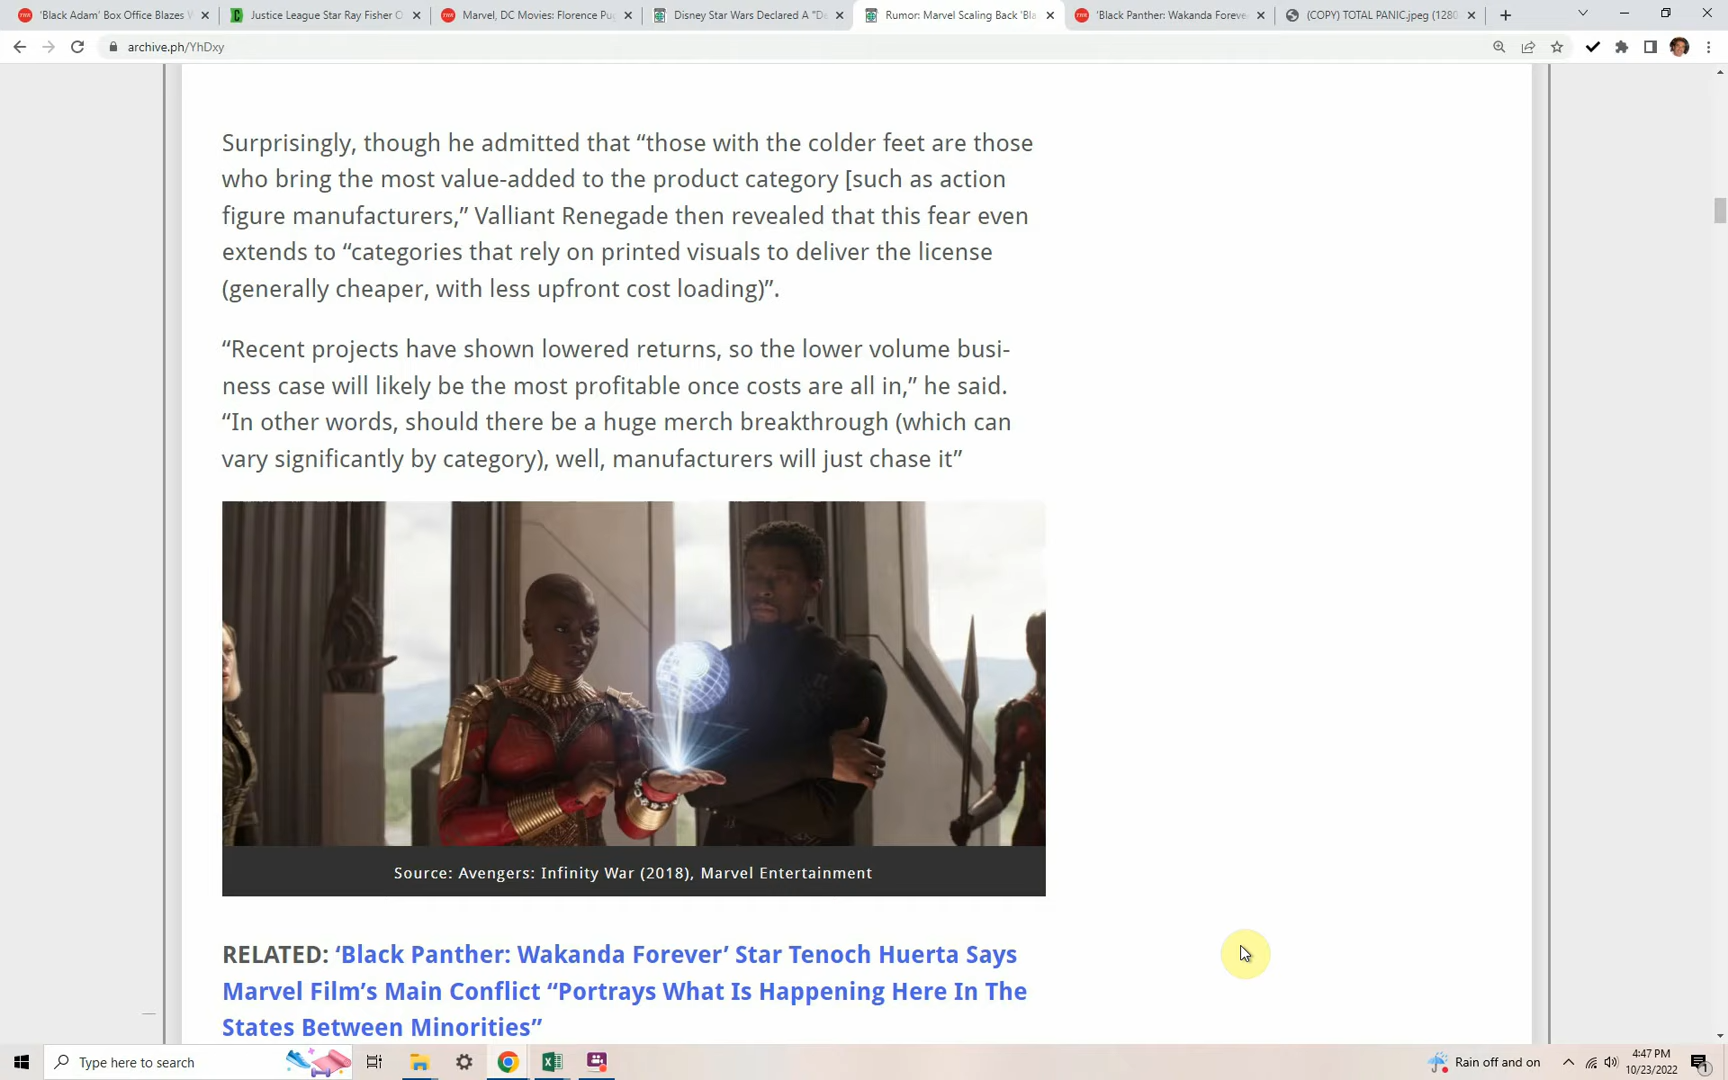 'Black Adam' Box Office Blazes W
Justice League Star Ray Fisher O
Marvel, DC Movies: Florence Pu
Disney Star Wars Declared A "D
Rumor: Marvel Scaling Back 'Bla
'Black Panther: Wakanda Foreve
(COPY) TOTAL PANIC.jpeg (1280
archive.ph/YhDxy
Surprisingly, though he admitted that “those with the colder feet are those
who bring the most value-added to the product category [such as action
figure manufacturers,” Valliant Renegade then revealed that this fear even
extends to “categories that rely on printed visuals to deliver the license
(generally cheaper, with less upfront cost loading)”.
“Recent projects have shown lowered returns, so the lower volume busi-
ness case will likely be the most profitable once costs are all in,” he said.
“In other words, should there be a huge merch breakthrough (which can
vary significantly by category), well, manufacturers will just chase it”
Source: Avengers: Infinity War (2018), Marvel Entertainment
RELATED: ‘Black Panther: Wakanda Forever’ Star Tenoch Huerta Says
Marvel Film’s Main Conflict “Portrays What Is Happening Here In The
States Between Minorities”
Type here to search
Rain off and on
4:47 PM
10/23/2022